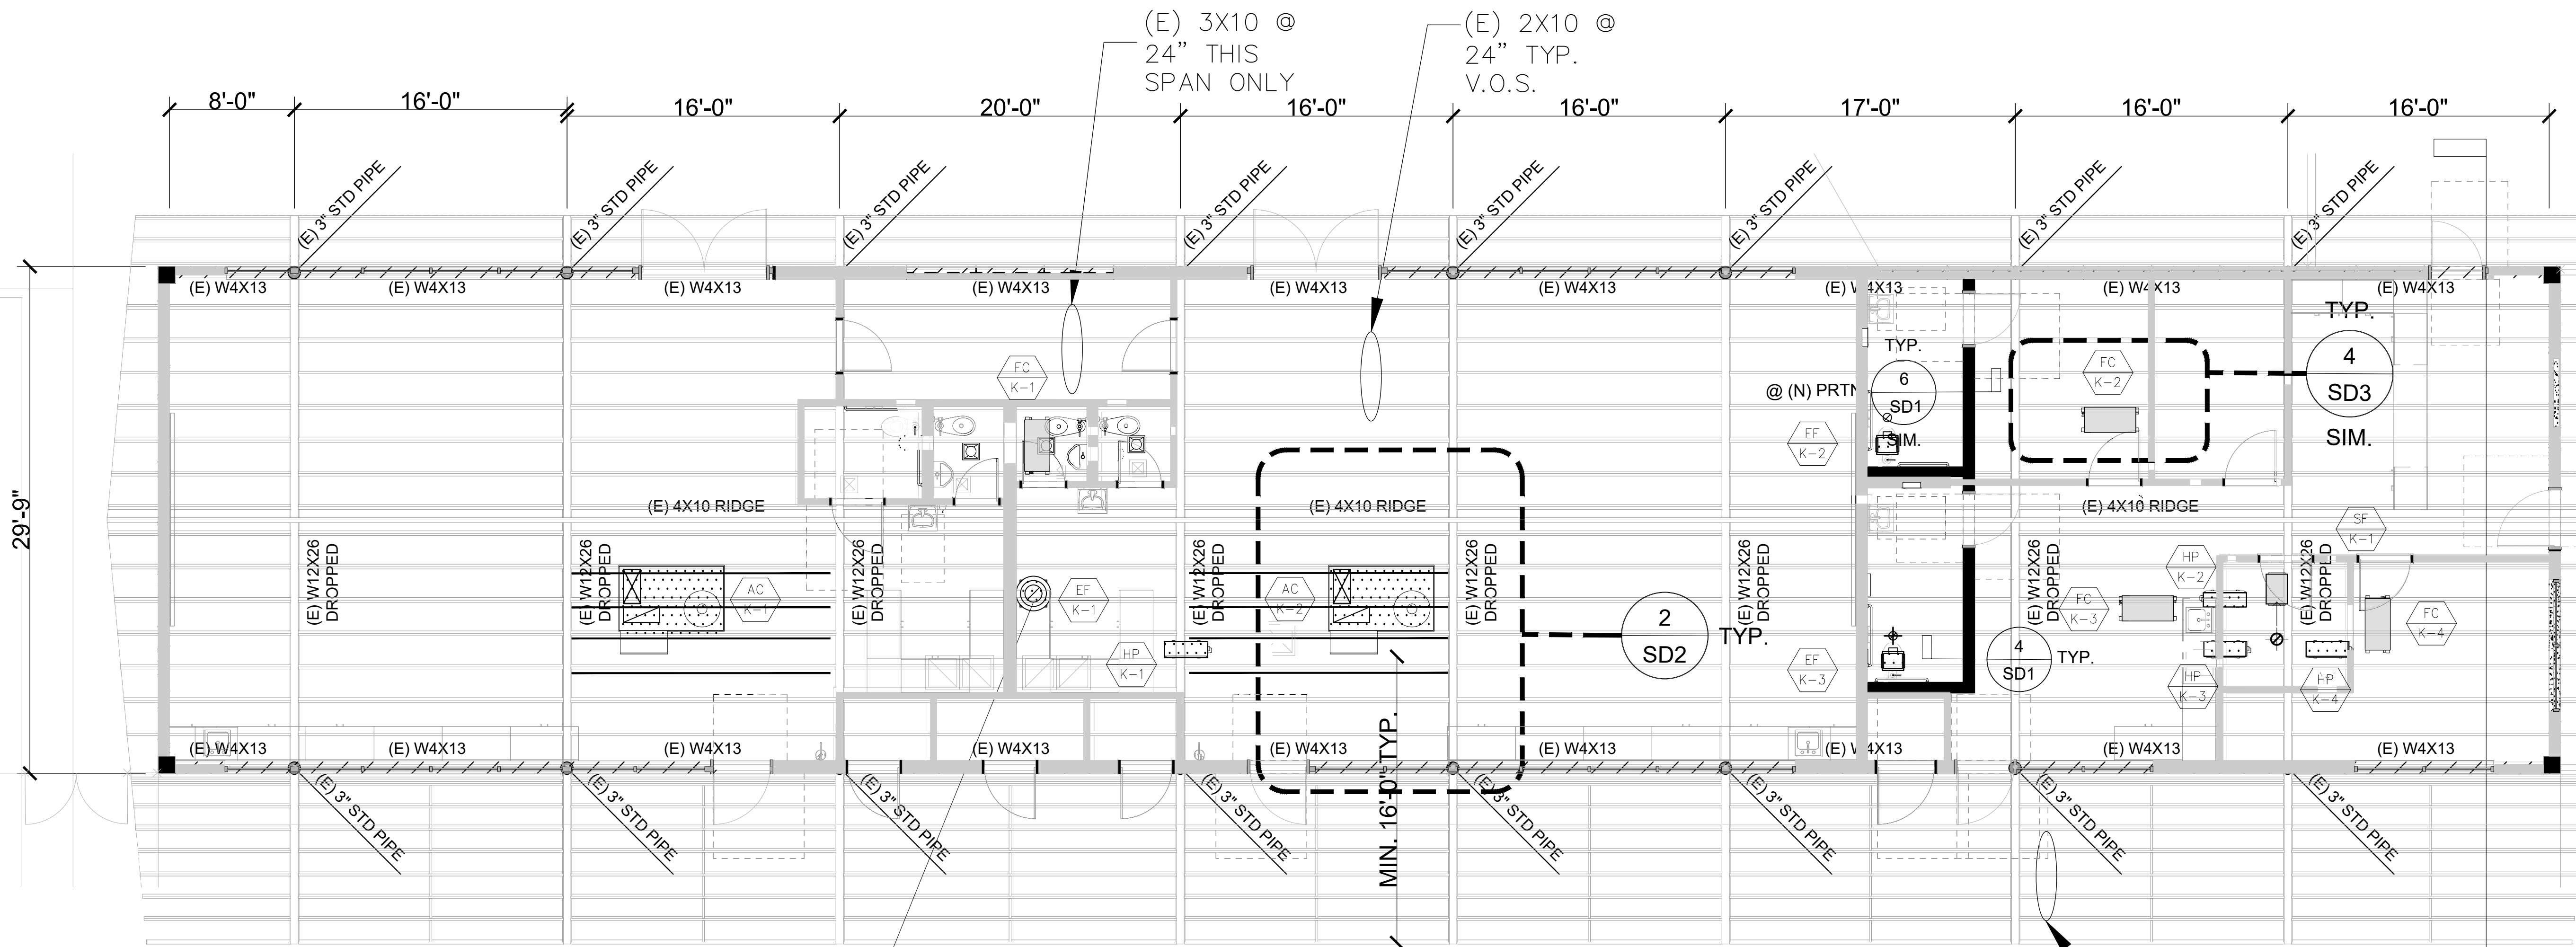 (E) 3X10 @
24” THIS
SPAN ONLY
(E) 2X10 @
24” TYP.
V.O.S.
8'-0"
16'-0"
16'-0"
20'-0"
16'-0"
16'-0"
17'-0"
16'-0"
16'-0"
(E) 3" STD PIPE
(E) 3" STD PIPE
(E) 3" STD PIPE
(E) 3" STD PIPE
(E) 3" STD PIPE
(E) 3" STD PIPE
(E) 3" STD PIPE
(E) 3" STD PIPE
(E) W4X13
(E) W4X13
(E) W4X13
(E) W4X13
(E) W4X13
(E) W4X13
(E) W4X13
(E) W4X13
(E) W4X13
TYP.
4
SD3
SIM.
TYP.
6
SD1
SIM.
@ (N) PRTN
FC
K-1
FC
K-2
EF
K-2
29'-9"
(E) 4X10 RIDGE
(E) 4X10 RIDGE
(E) 4X10 RIDGE
SF
K-1
(E) W12X26
DROPPED
(E) W12X26
DROPPED
(E) W12X26
DROPPED
(E) W12X26
DROPPED
(E) W12X26
DROPPED
(E) W12X26
DROPPED
(E) W12X26
DROPPED
(E) W12X26
DROPPED
AC
K-1
EF
K-1
AC
K-2
HP
K-2
FC
K-3
FC
K-4
2
SD2
TYP.
HP
K-1
EF
K-3
4
SD1
TYP.
HP
K-3
HP
K-4
MIN. 16'-0" TYP.
(E) W4X13
(E) W4X13
(E) W4X13
(E) W4X13
(E) W4X13
(E) W4X13
(E) W4X13
(E) W4X13
(E) W4X13
(E) 3" STD PIPE
(E) 3" STD PIPE
(E) 3" STD PIPE
(E) 3" STD PIPE
(E) 3" STD PIPE
(E) 3" STD PIPE
(E) 3" STD PIPE
(E) 3" STD PIPE